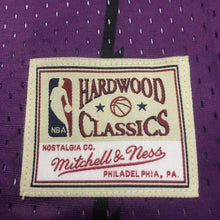 HARDWOOD
NBA
CLASSICS
NOSTALGIA CO.
Mitchell & Ness
PHILADELPHIA, PA.